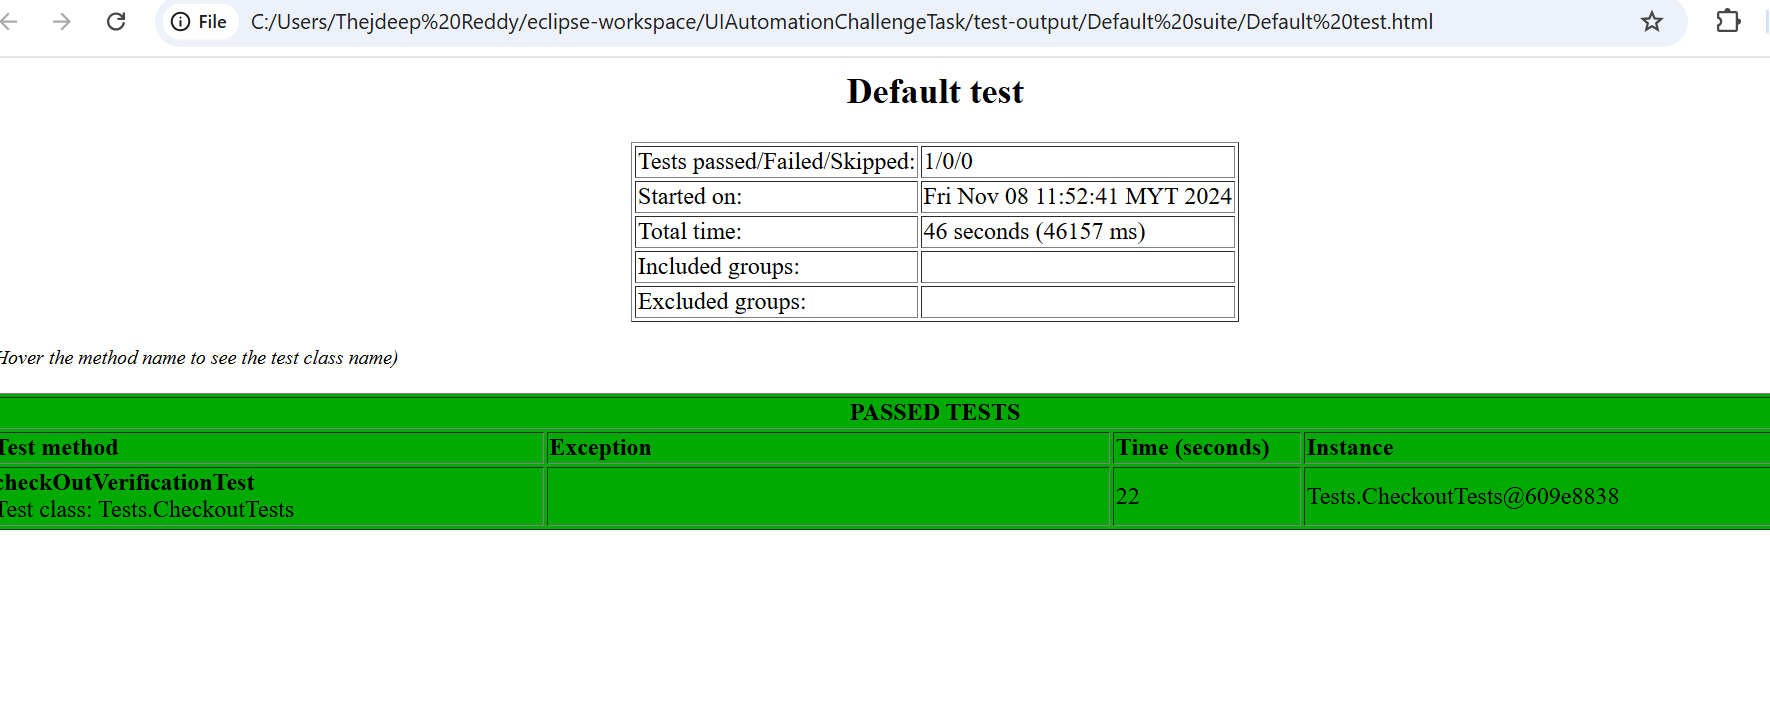 File C:/Users/Thejdeep%20Reddy/eclipse-workspace/UIAutomationChallengeTask/test-output/Default%20suite/Default%20test.html
Default test
Tests passed/Failed/Skipped: 1/0/0
Started on: Fri Nov 08 11:52:41 MYT 2024
Total time: 46 seconds (46157 ms)
Included groups:
Excluded groups:
Hover the method name to see the test class name)
PASSED TESTS
Test method Exception Time (seconds) Instance
checkOutVerificationTest
Test class: Tests.CheckoutTests 22 Tests.CheckoutTests@609e8838